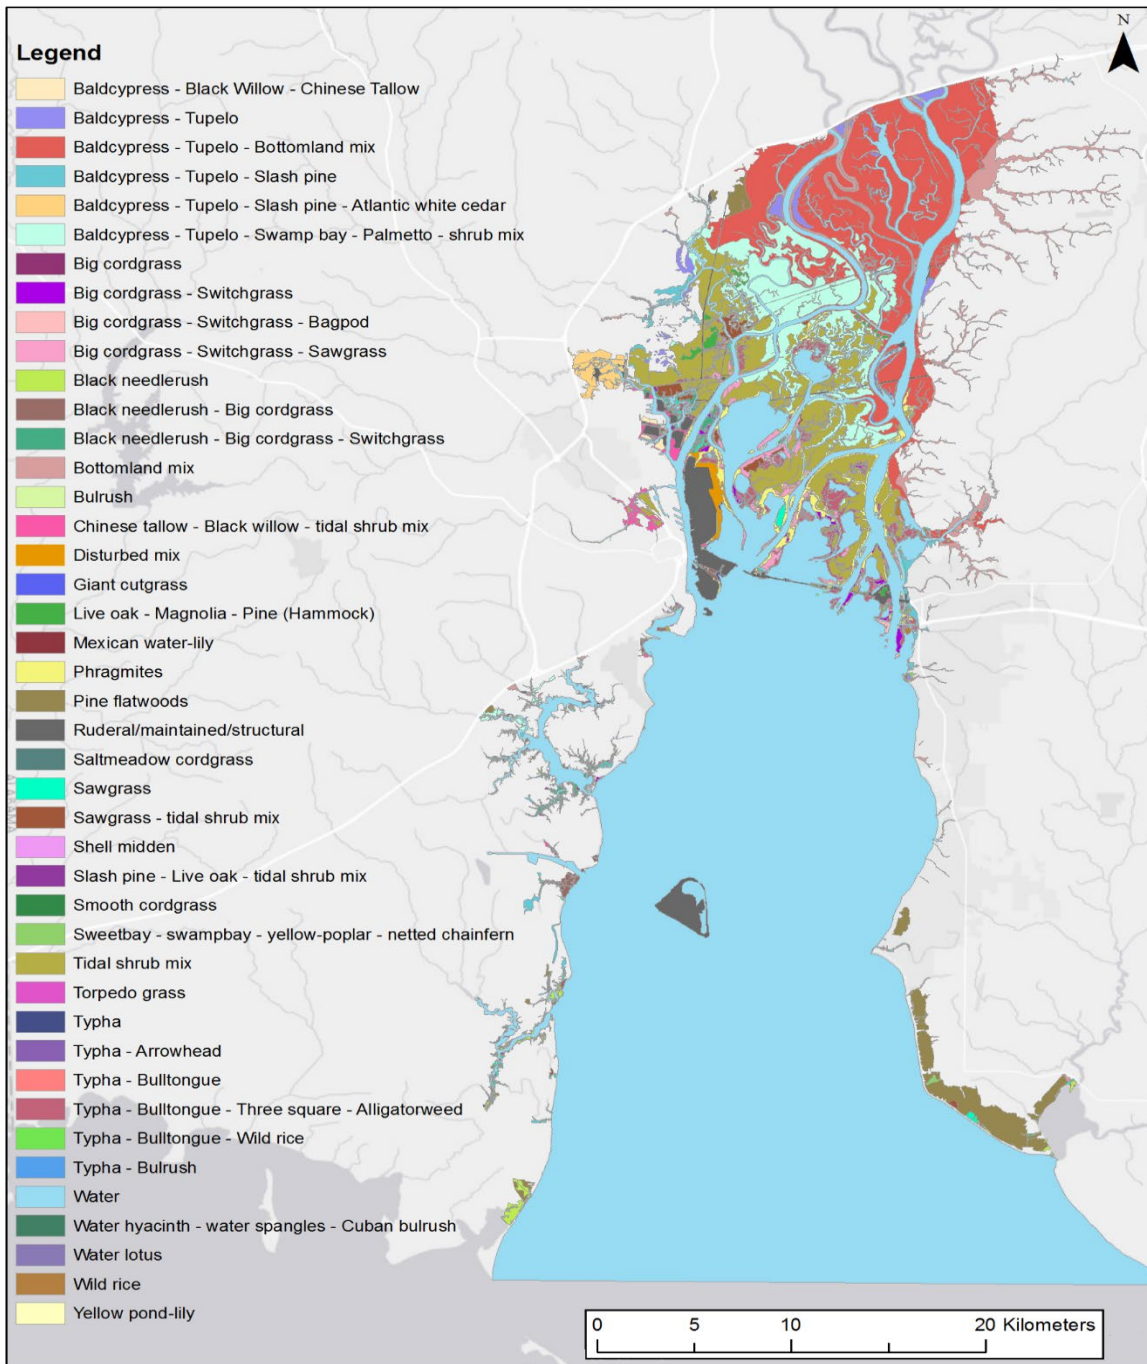 N
Legend
Baldcypress - Black Willow - Chinese Tallow
Baldcypress - Tupelo
Baldcypress - Tupelo - Bottomland mix
Baldcypress - Tupelo - Slash pine
Baldcypress - Tupelo - Slash pine - Atlantic white cedar
Baldcypress - Tupelo - Swamp bay - Palmetto - shrub mix
Big cordgrass
Big cordgrass - Switchgrass
Big cordgrass - Switchgrass - Bagpod
Big cordgrass - Switchgrass - Sawgrass
Black needlerush
Black needlerush - Big cordgrass
Black needlerush - Big cordgrass - Switchgrass
Bottomland mix
Bulrush
Chinese tallow - Black willow - tidal shrub mix
Disturbed mix
Giant cutgrass
Live oak - Magnolia - Pine (Hammock)
Mexican water-lily
Phragmites
Pine flatwoods
Ruderal/maintained/structural
Saltmeadow cordgrass
Sawgrass
Sawgrass - tidal shrub mix
Shell midden
Slash pine - Live oak - tidal shrub mix
Smooth cordgrass
Sweetbay - swampbay - yellow-poplar - netted chainfern
Tidal shrub mix
Torpedo grass
Typha
Typha - Arrowhead
Typha - Bulltongue
Typha - Bulltongue - Three square - Alligatorweed
Typha - Bulltongue - Wild rice
Typha - Bulrush
Water
Water hyacinth - water spangles - Cuban bulrush
Water lotus
Wild rice
Yellow pond-lily
0 5 10 20 Kilometers